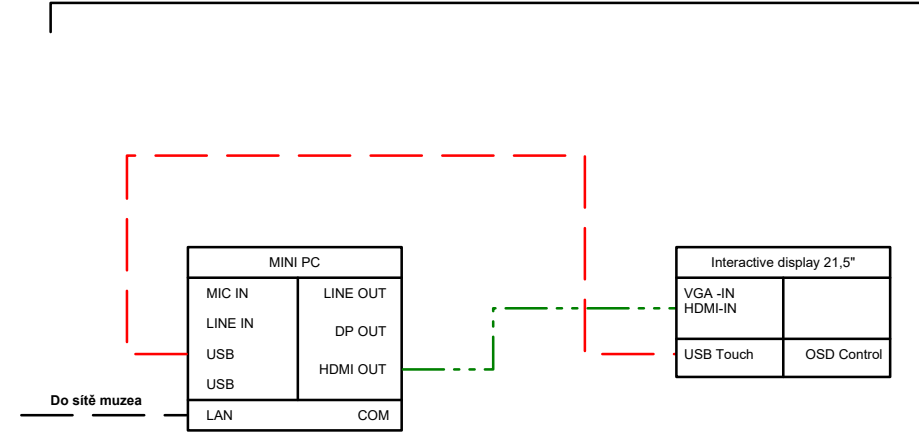 MINI PC
MIC IN
LINE OUT
LINE IN
DP OUT
USB
HDMI OUT
USB
LAN
COM
Do sítě muzea
Interactive display 21,5"
VGA -IN
HDMI-IN
USB Touch
OSD Control